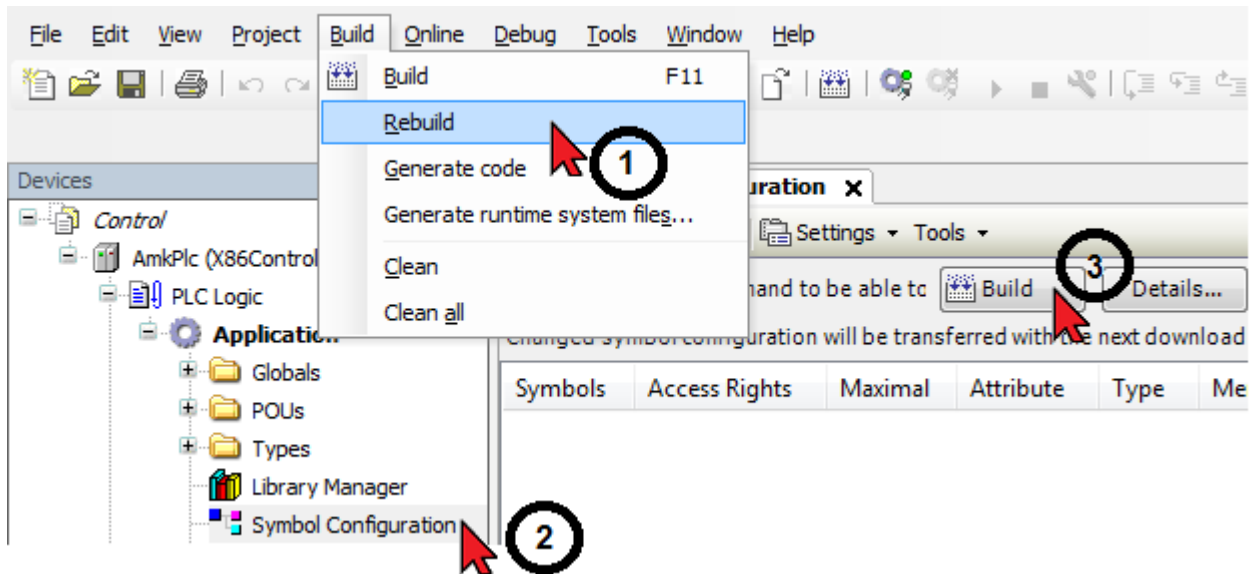 File Edit View Project Build Online Debug Tools Window Help
Build F11
Rebuild
1
Generate code
Generate runtime system files...
Clean
Clean all
Devices
Control
AmkPlc (X86Control
PLC Logic
Application
Globals
POUs
Types
Library Manager
Symbol Configuration
2
uration X
Settings Tools
3
hand to be able to Build Details...
Changed symbol configuration will be transferred with the next download
Symbols Access Rights Maximal Attribute Type Me